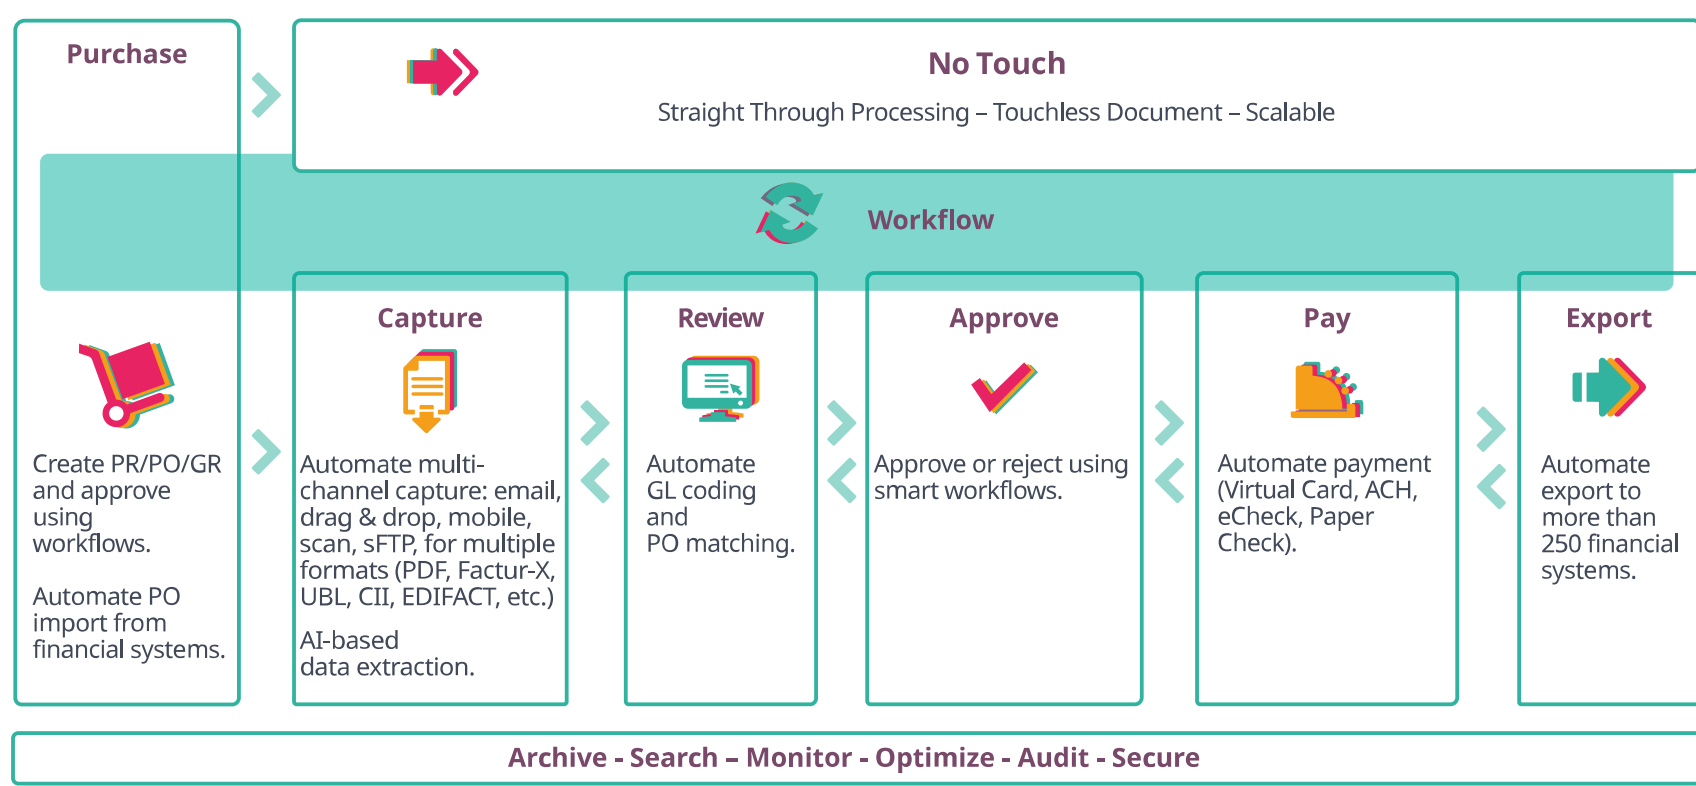 Purchase
No Touch
Straight Through Processing – Touchless Document – Scalable
Workflow
Create PR/PO/GR
and approve
using
workflows.
Automate PO
import from
financial systems.
Capture
Automate multi-
channel capture: email,
drag & drop, mobile,
scan, sFTP, for multiple
formats (PDF, Factur-X,
UBL, CII, EDIFACT, etc.)
AI-based
data extraction.
Review
Automate
GL coding
and
PO matching.
Approve
Approve or reject using
smart workflows.
Pay
Automate payment
(Virtual Card, ACH,
eCheck, Paper
Check).
Export
Automate
export to
more than
250 financial
systems.
Archive - Search – Monitor - Optimize - Audit - Secure